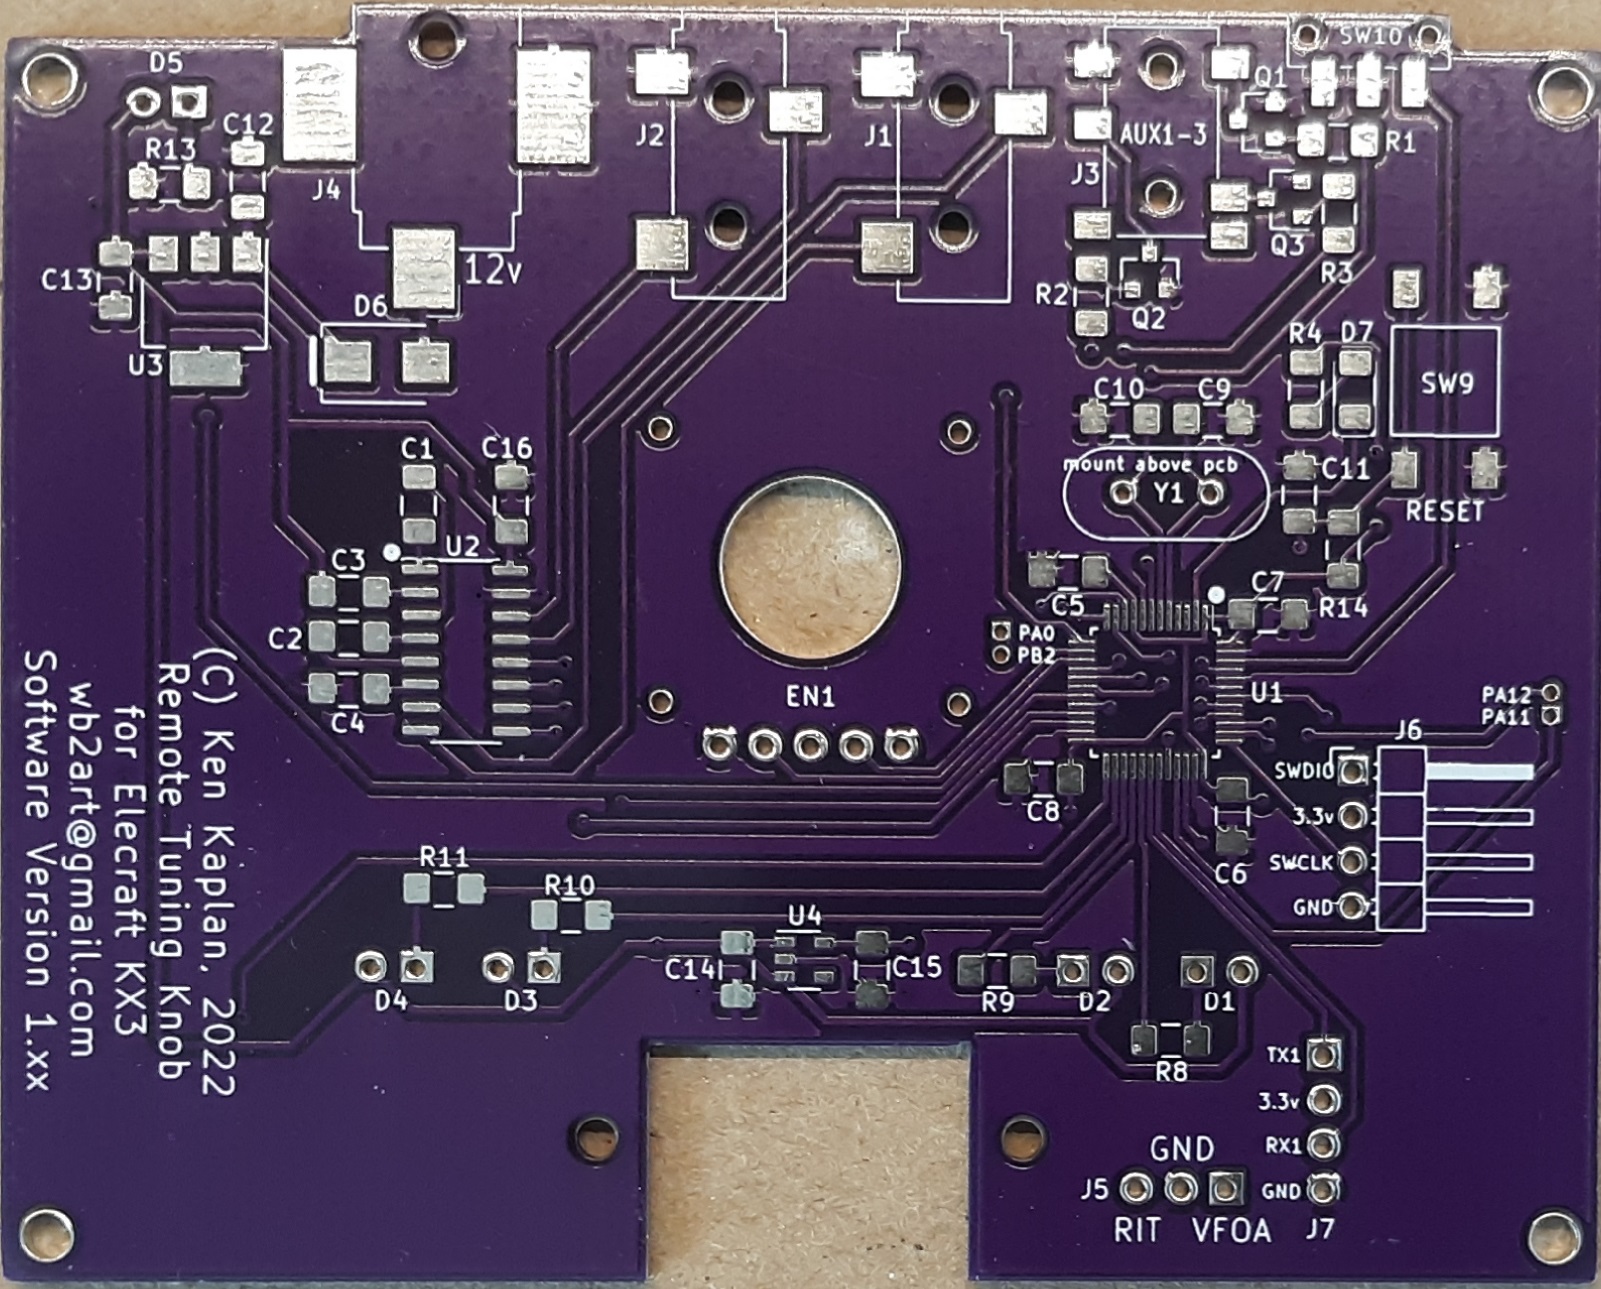 SW10
D5
Q1
C12
R13
J2
J1
AUX1-3
R1
J4
J3
Q3
12v
C13
R2
R3
D6
Q2
U3
R4
D7
SW9
C10
C9
C1
C16
mount above pcb
Y1
C11
RESET
U2
C3
C5
C7
R14
C2
PA0
PB2
EN1
U1
PA12
PA11
C4
J6
SWDIO
3.3v
SWCLK
GND
C8
C6
R11
R10
U4
C14
C15
D4
D3
R9
D2
D1
R8
TX1
3.3v
RX1
GND
GND
J5
RIT VFOA
J7
(C) Ken Kaplan, 2022
Remote Tuning Knob
for Elecraft KX3
wb2art@gmail.com
Software Version 1.xx